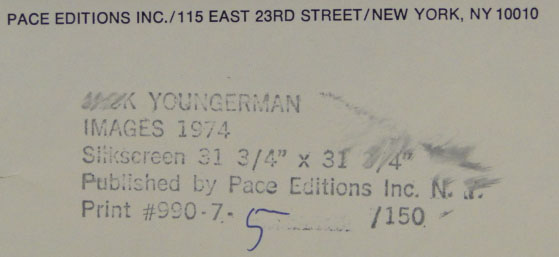 PACE EDITIONS INC./115 EAST 23RD STREET/NEW YORK, NY 10010
YOUNGERMAN
IMAGES 1974
Silkscreen 31 3/4" x 31 /4"
Published by Pace Editions Inc. N.
Print #990-7- 5 /150